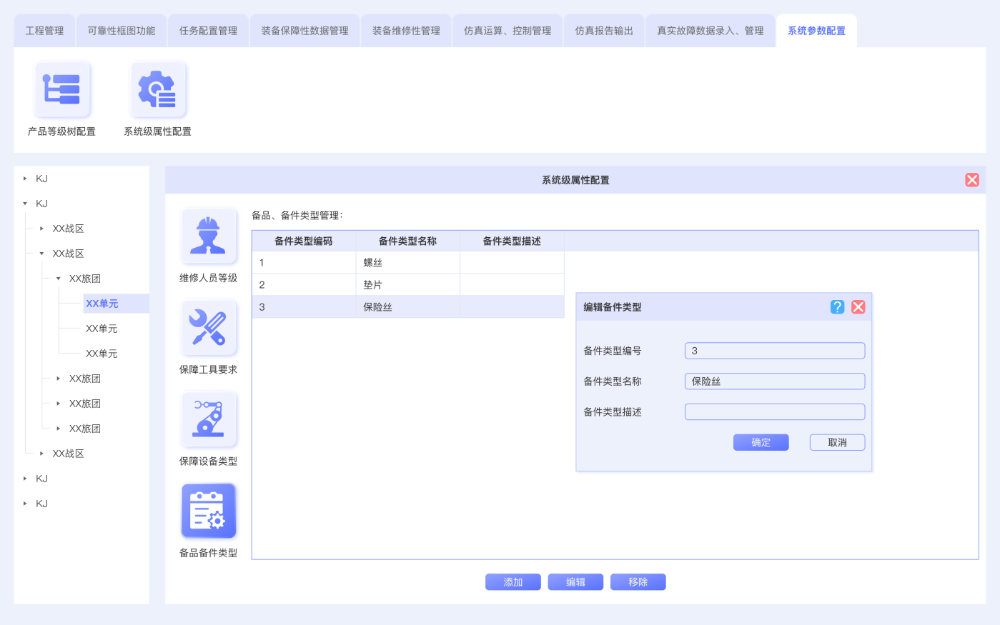 工程管理 可靠性框图功能 任务配置管理 装备保障性数据管理 装备维修性管理 仿真运算、控制管理 仿真报告输出 真实故障数据录入、管理 系统参数配置
产品等级树配置 系统级属性配置
KJ
KJ
XX战区
XX战区
XX旅团
XX单元
XX单元
XX单元
XX旅团
XX旅团
XX旅团
XX战区
KJ
KJ
系统级属性配置
维修人员等级
保障工具要求
保障设备类型
备品备件类型
备品、备件类型管理：
备件类型编码 备件类型名称 备件类型描述
1 螺丝
2 垫片
3 保险丝
编辑备件类型 ?
备件类型编号 3
备件类型名称 保险丝
备件类型描述
确定 取消
添加 编辑 移除